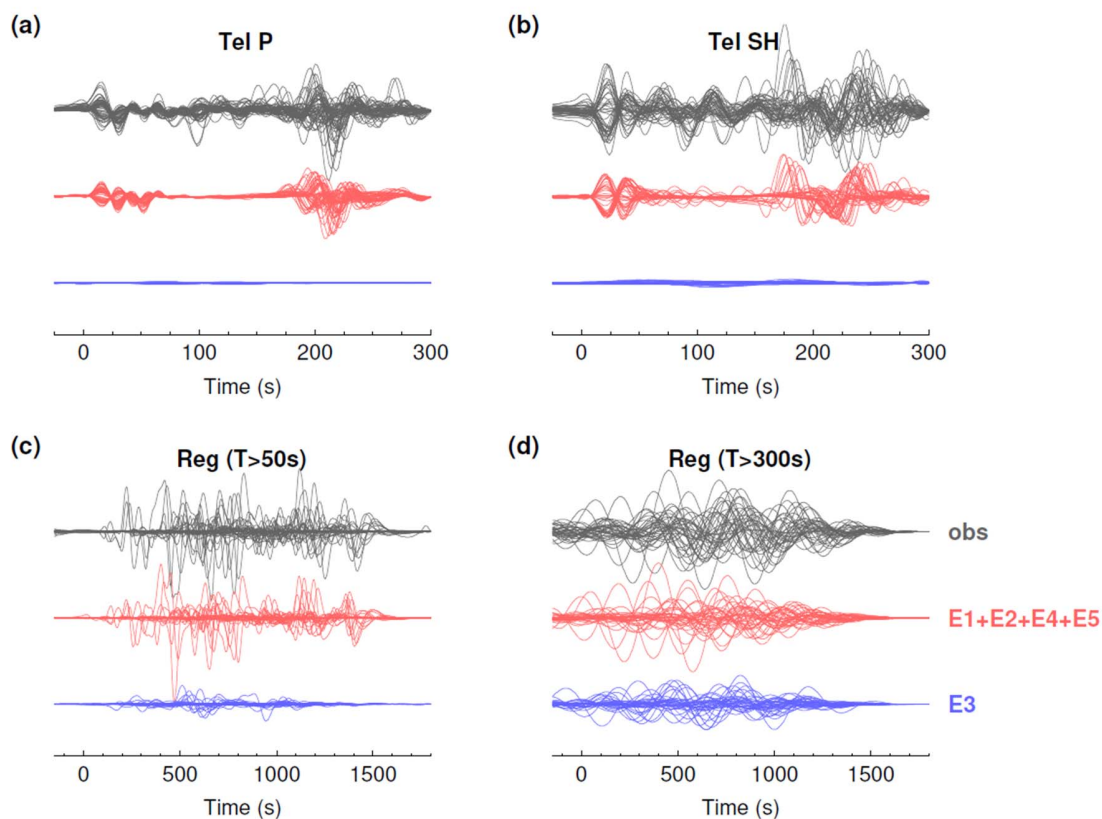 (a)
Tel P
(b)
Tel SH
0 100 200 300
Time (s)
0 100 200 300
Time (s)
(c)
Reg (T>50s)
(d)
Reg (T>300s)
obs
E1+E2+E4+E5
E3
0 500 1000 1500
Time (s)
0 500 1000 1500
Time (s)